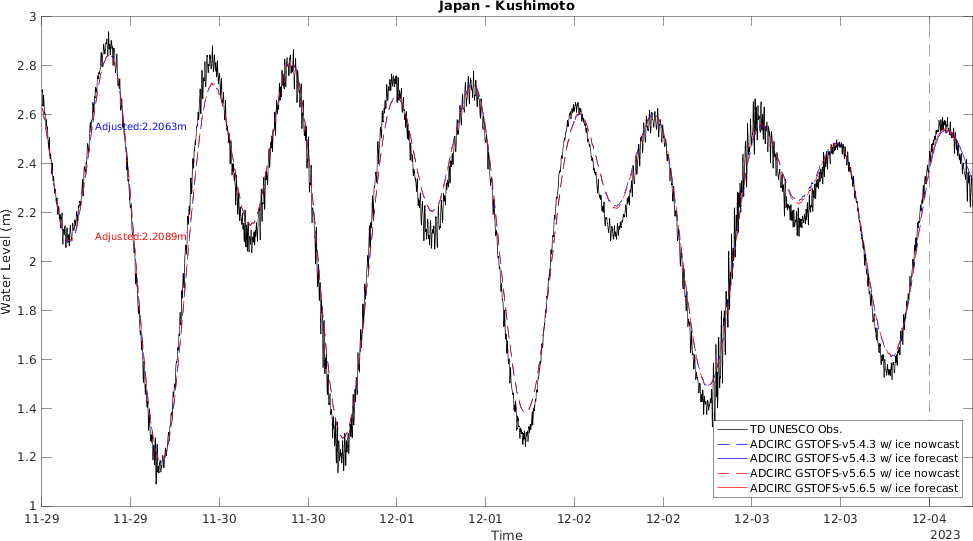 Japan - Kushimoto
Water Level (m)
3
2.8
2.6
2.4
2.2
2
1.8
1.6
1.4
1.2
1
Adjusted:2.2063m
Adjusted:2.2089m
TD UNESCO Obs.
ADCIRC GSTOFS-v5.4.3 w/ ice nowcast
ADCIRC GSTOFS-v5.4.3 w/ ice forecast
ADCIRC GSTOFS-v5.6.5 w/ ice nowcast
ADCIRC GSTOFS-v5.6.5 w/ ice forecast
11-29 11-29 11-30 11-30 12-01 12-01 12-02 12-02 12-03 12-03 12-04
Time
2023